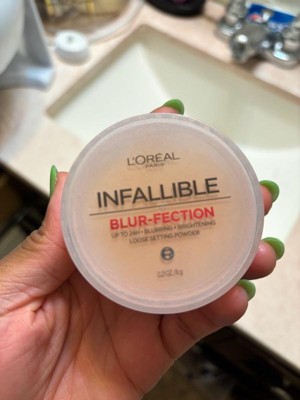 L'ORÉAL
PARIS
INFALLIBLE
BLUR-FECTION
UP TO 24H • BLURRING + BRIGHTENING
LOOSE SETTING POWDER